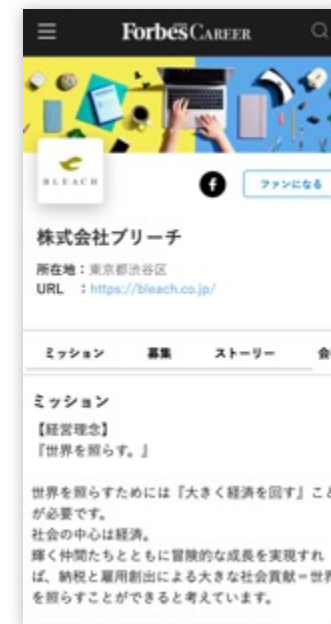 Forbes CAREER
BLEACH
ファンになる
株式会社ブリーチ
所在地：東京都渋谷区
URL ：https://bleach.co.jp/
ミッション 募集 ストーリー 会
ミッション
【経営理念】
『世界を照らす。』
世界を照らすためには『大きく経済を回す』こと
が必要です。
社会の中心は経済。
輝く仲間たちとともに冒険的な成長を実現すれ
ば、納税と雇用創出による大きな社会貢献＝世界
を照らすことができると考えています。